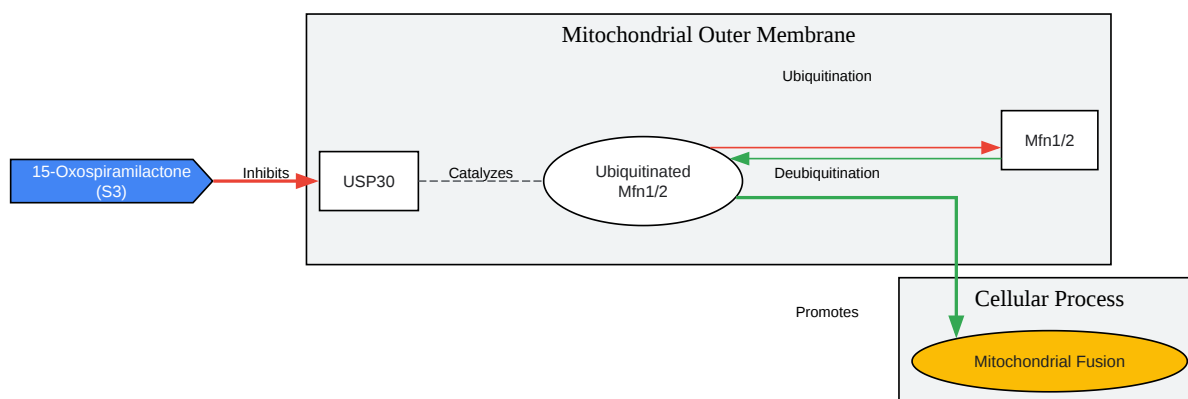 Mitochondrial Outer Membrane
Ubiquitination
Mfn1/2
15-Oxospiramilactone
(S3)
Inhibits
USP30
Catalyzes
Ubiquitinated
Mfn1/2
Deubiquitination
Cellular Process
Promotes
Mitochondrial Fusion